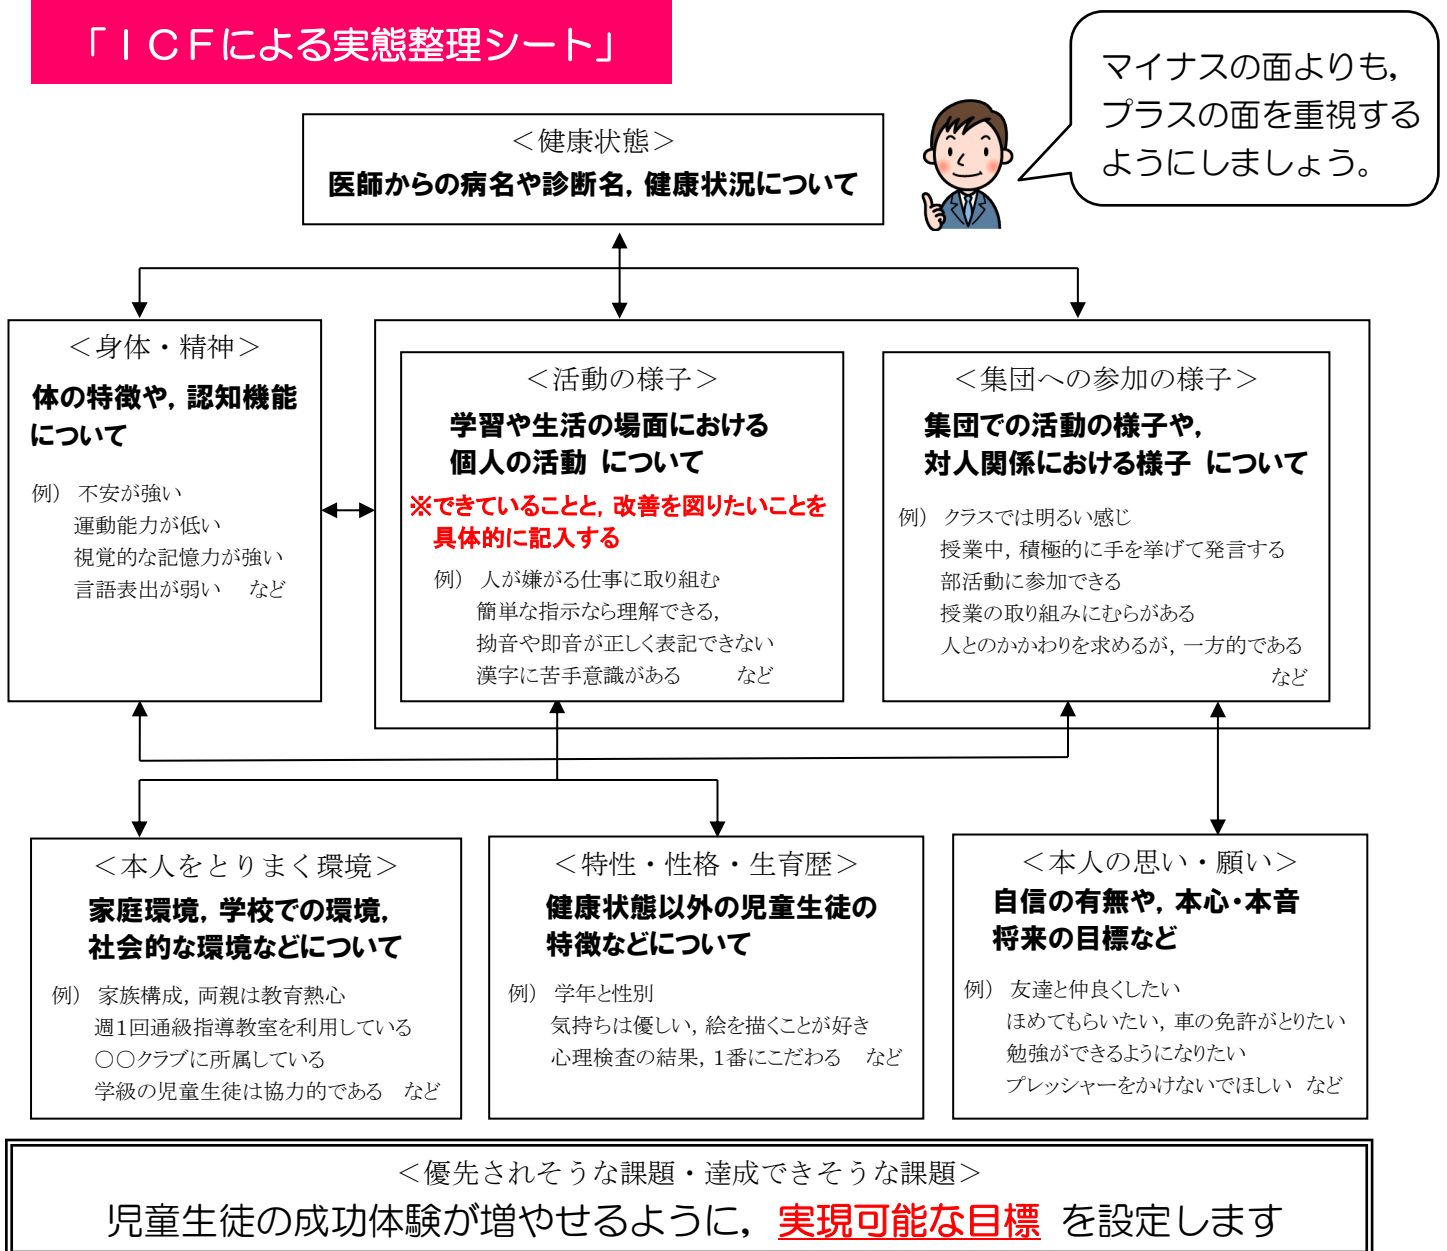 「ICFによる実態整理シート」
マイナスの面よりも，
プラスの面を重視する
ようにしましょう。
＜健康状態＞
医師からの病名や診断名，健康状況について
＜身体・精神＞
体の特徴や，認知機能
について
例） 不安が強い
運動能力が低い
視覚的な記憶力が強い
言語表出が弱い など
＜活動の様子＞
学習や生活の場面における
個人の活動 について
※できていることと，改善を図りたいことを
具体的に記入する
例） 人が嫌がる仕事に取り組む
簡単な指示なら理解できる，
拗音や即音が正しく表記できない
漢字に苦手意識がある など
＜集団への参加の様子＞
集団での活動の様子や，
対人関係における様子 について
例） クラスでは明るい感じ
授業中，積極的に手を挙げて発言する
部活動に参加できる
授業の取り組みにむらがある
人とのかかわりを求めるが，一方的である
など
＜本人をとりまく環境＞
家庭環境，学校での環境，
社会的な環境などについて
例） 家族構成，両親は教育熱心
週1回通級指導教室を利用している
〇〇クラブに所属している
学級の児童生徒は協力的である など
＜特性・性格・生育歴＞
健康状態以外の児童生徒の
特徴などについて
例） 学年と性別
気持ちは優しい，絵を描くことが好き
心理検査の結果，1番にこだわる など
＜本人の思い・願い＞
自信の有無や，本心・本音
将来の目標など
例） 友達と仲良くしたい
ほめてもらいたい，車の免許がとりたい
勉強ができるようになりたい
プレッシャーをかけないでほしい など
＜優先されそうな課題・達成できそうな課題＞
児童生徒の成功体験が増やせるように，実現可能な目標 を設定します